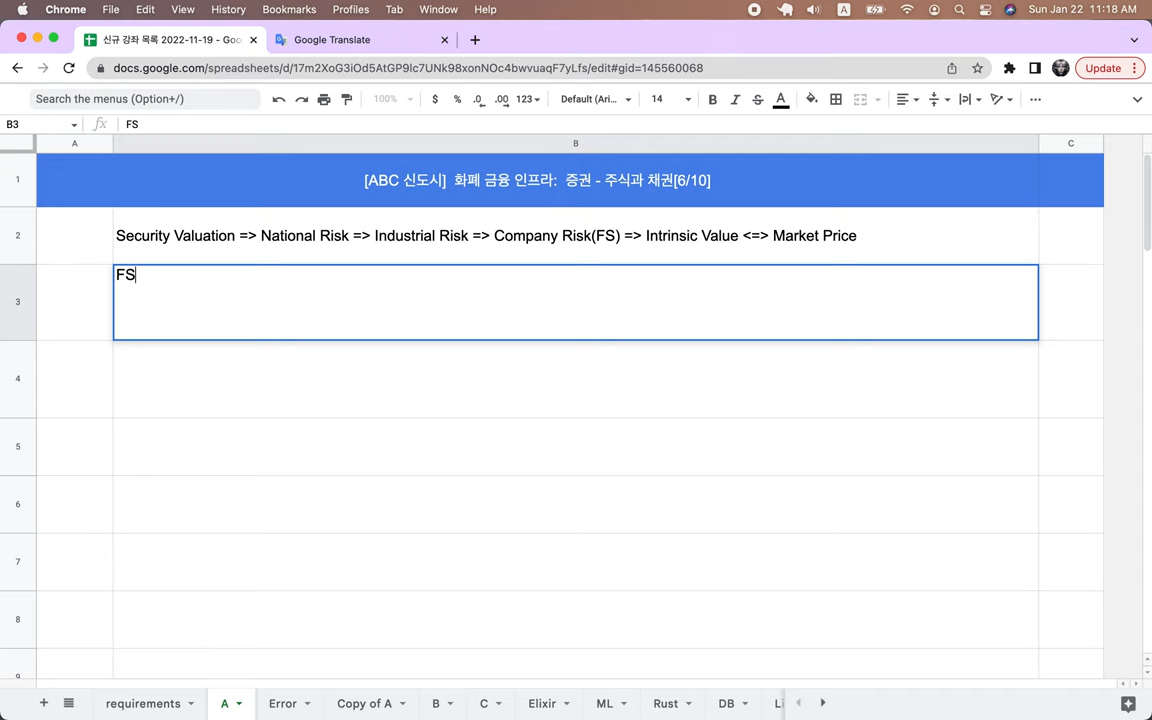 Chrome File Edit View History Bookmarks Profiles Tab Window Help A Sun Jan 22 11:18 AM
신규 강좌 목록 2022-11-19 - Goo Google Translate
docs.google.com/spreadsheets/d/17m2XoG3iOd5AtGP9lc7UNk98xonNOc4bwvuaqF7yLfs/edit#gid=145560068 Update
Search the menus (Option+/) 100% $ % .0 .00 123 Default (Ari... 14 B I S A
B3 fx FS
A B C
1 [ABC 신도시] 화폐 금융 인프라: 증권 - 주식과 채권[6/10]
2 Security Valuation => National Risk => Industrial Risk => Company Risk(FS) => Intrinsic Value <=> Market Price
3 FS
4
5
6
7
8
9
requirements A Error Copy of A B C Elixir ML Rust DB Li